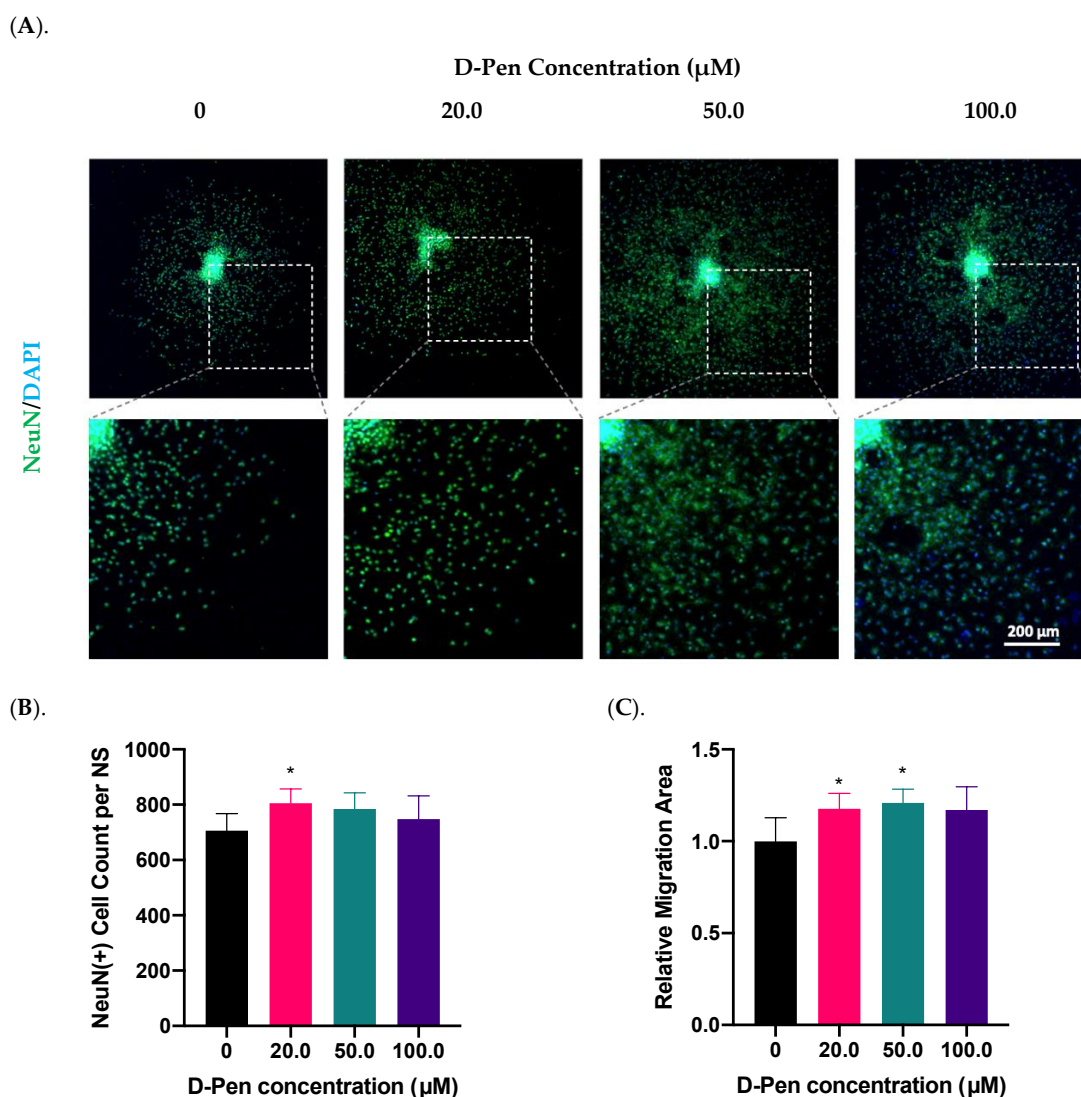 (A).
D-Pen Concentration (µM)
0 20.0 50.0 100.0
NeuN/DAPI
200 µm
(B).
NeuN(+) Cell Count per NS
1000
800
600
400
200
0
*
0 20.0 50.0 100.0
D-Pen concentration (µM)
(C).
Relative Migration Area
1.5
1.0
0.5
0.0
* *
0 20.0 50.0 100.0
D-Pen concentration (µM)